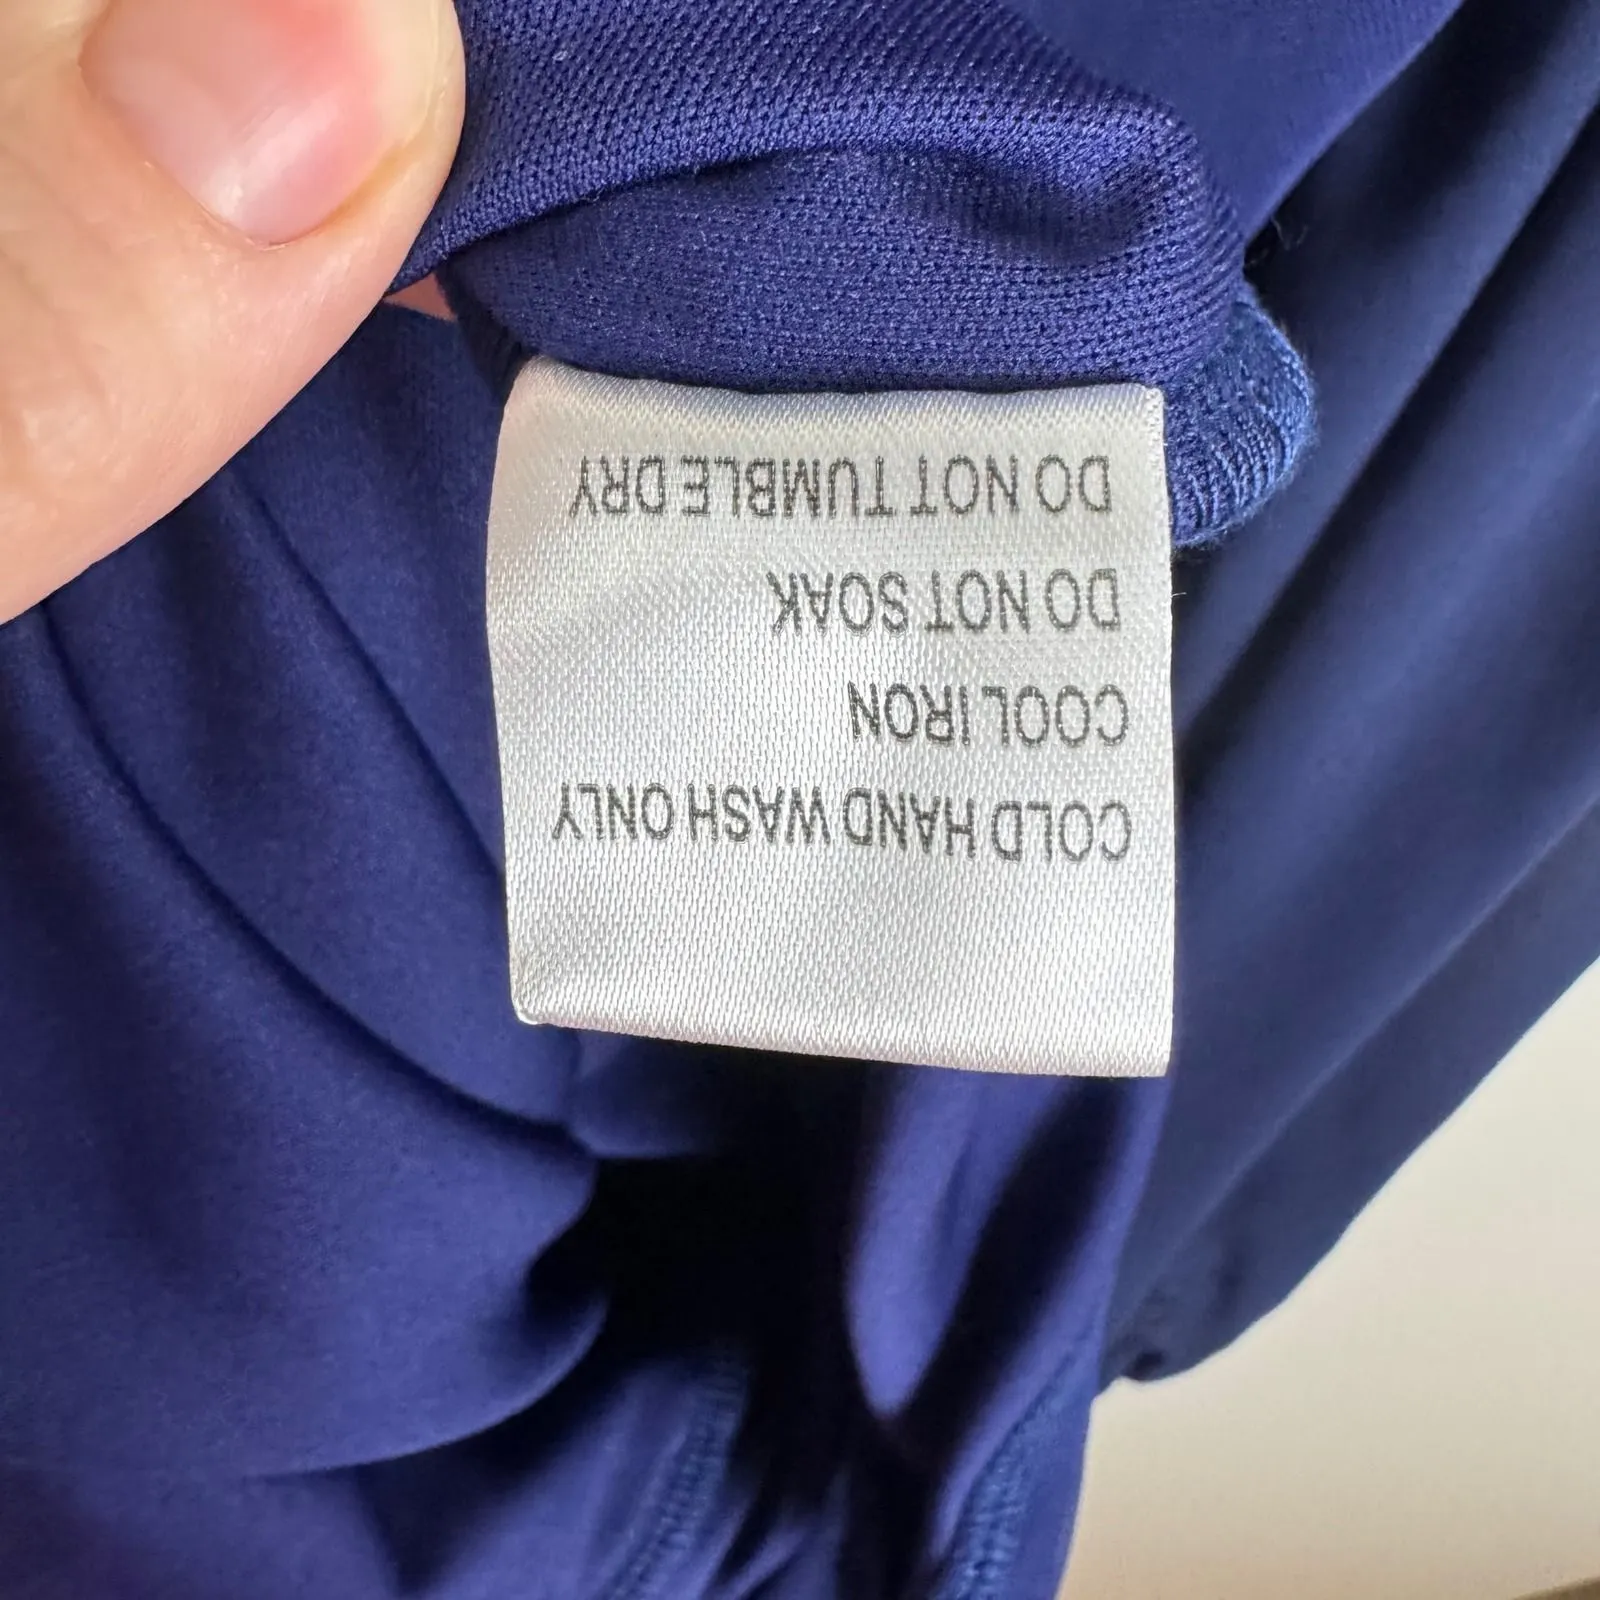 COLD HAND WASH ONLY
COOL IRON
DO NOT SOAK
DO NOT TUMBLE DRY